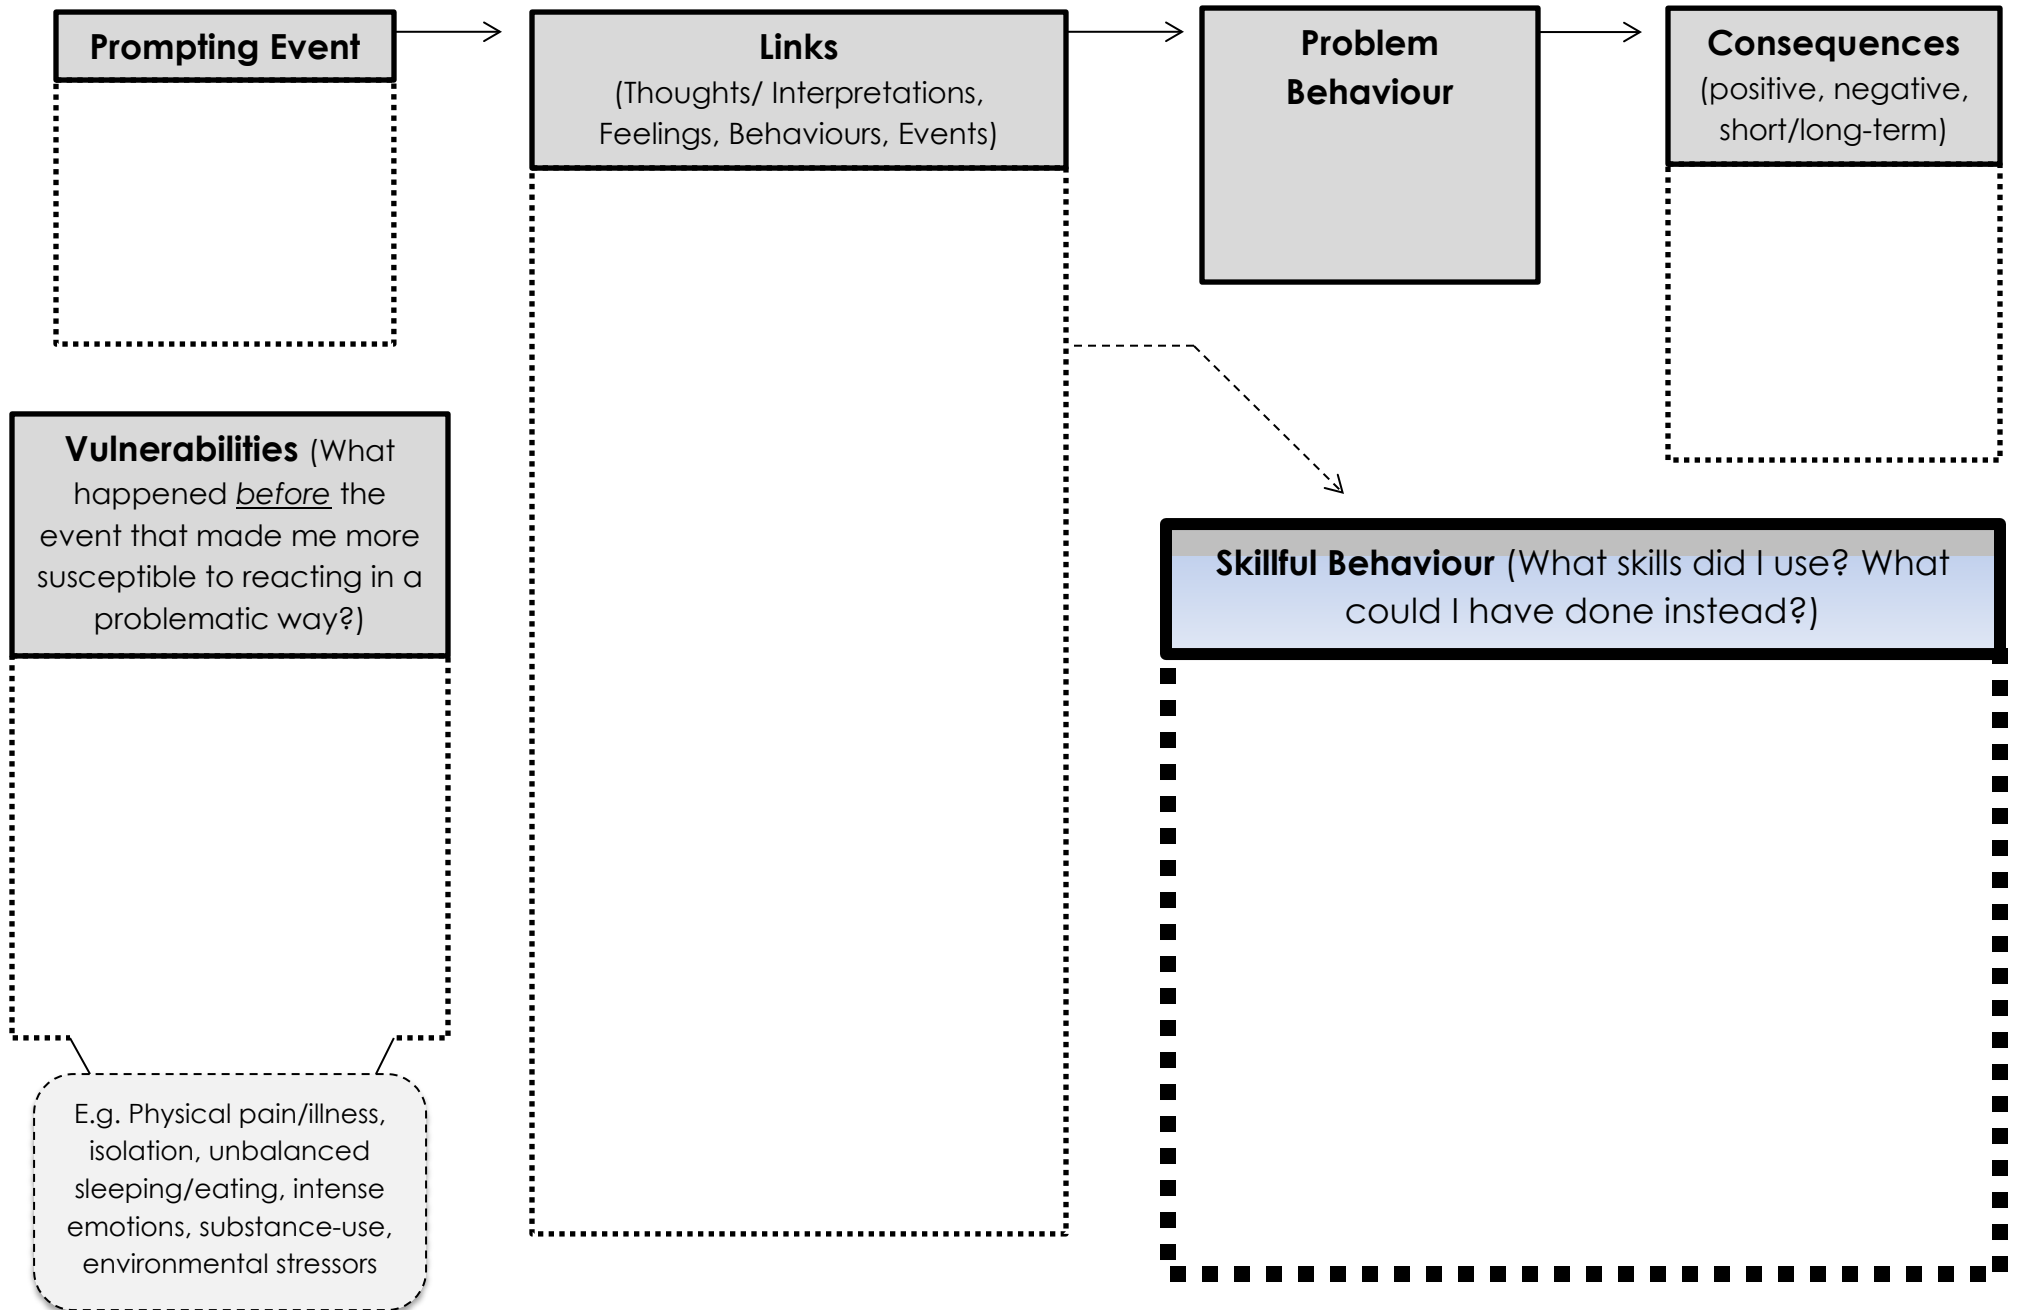 Prompting Event
Links
(Thoughts/ Interpretations,
Feelings, Behaviours, Events)
Problem
Behaviour
Consequences
(positive, negative,
short/long-term)
Vulnerabilities (What
happened before the
event that made me more
susceptible to reacting in a
problematic way?)
Skillful Behaviour (What skills did I use? What
could I have done instead?)
E.g. Physical pain/illness,
isolation, unbalanced
sleeping/eating, intense
emotions, substance-use,
environmental stressors